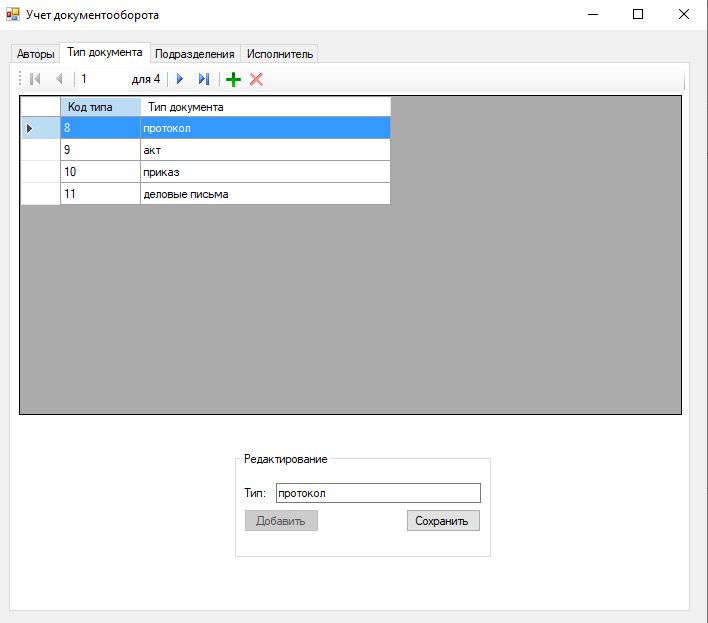 Учет документооборота
Авторы Тип документа Подразделения Исполнитель
1 для 4
Код типа Тип документа
8 протокол
9 акт
10 приказ
11 деловые письма
Редактирование
Тип: протокол
Добавить Сохранить